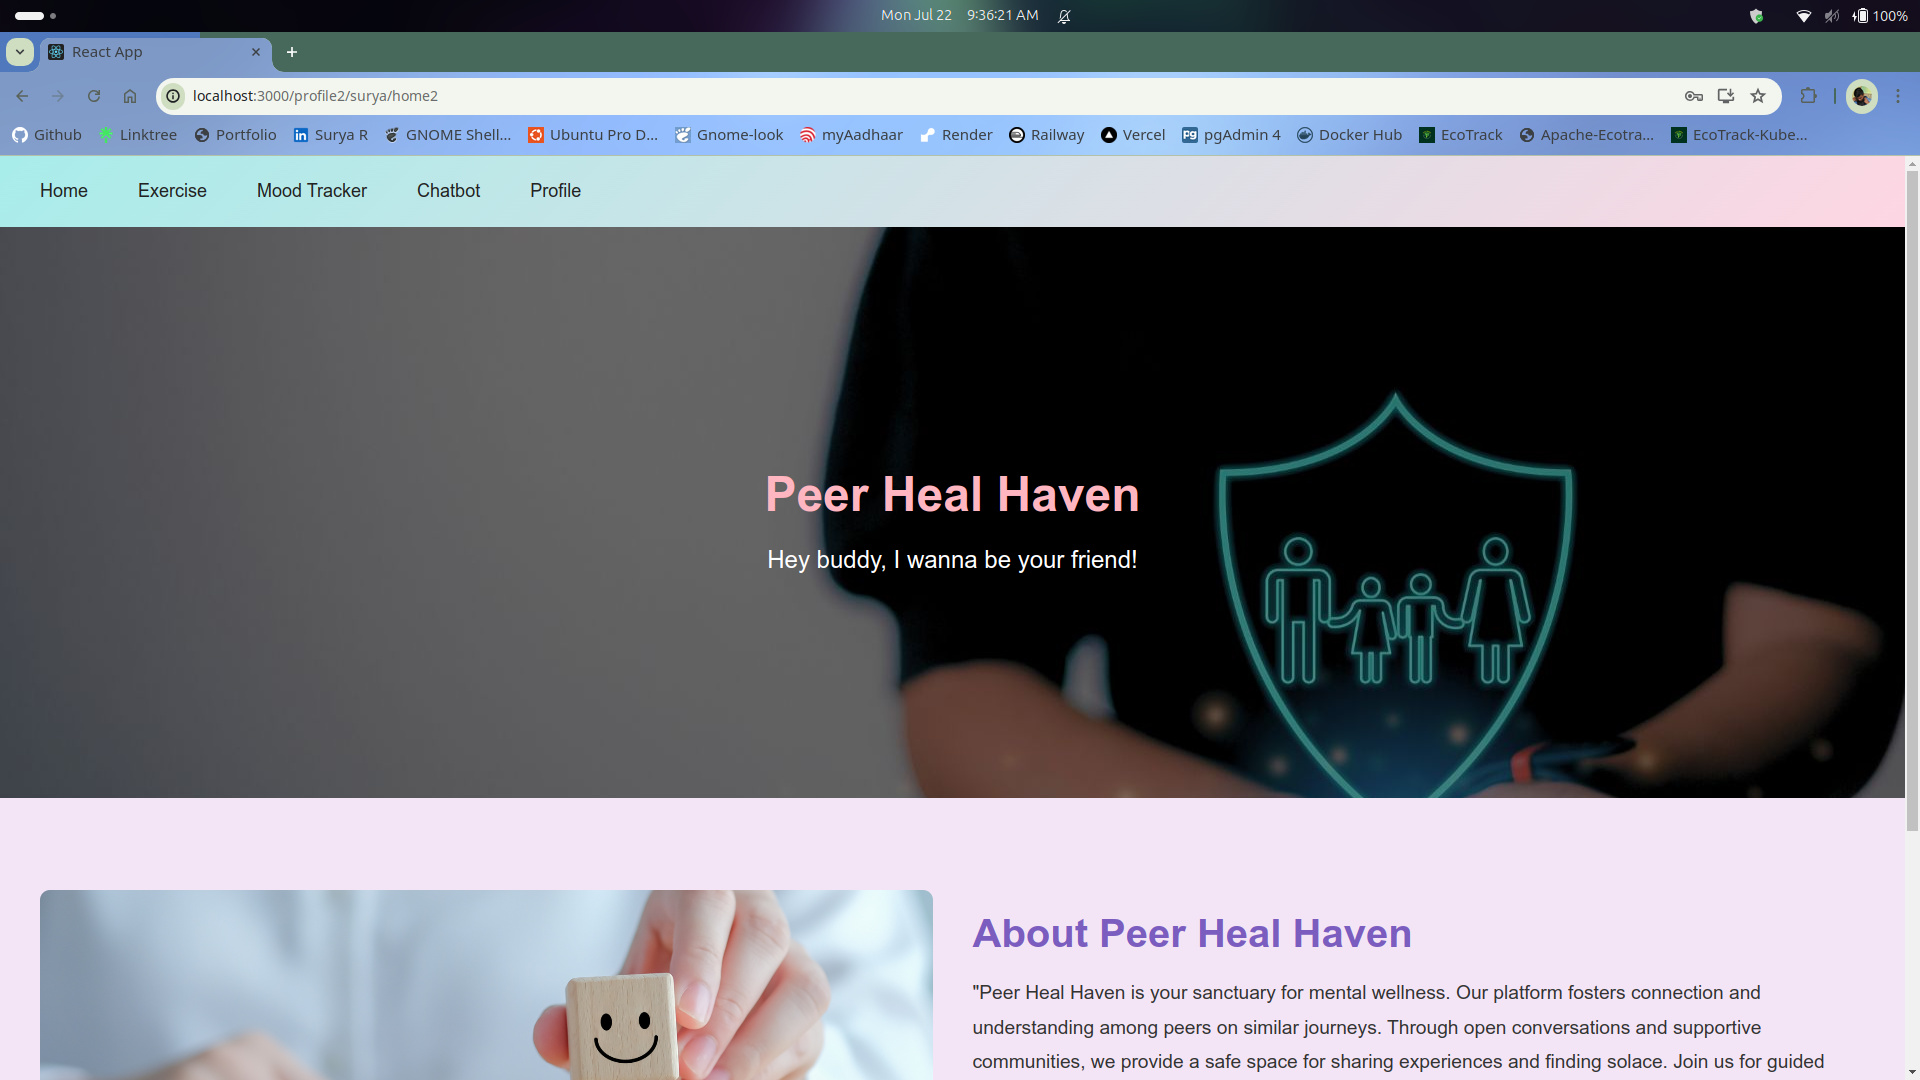 Mon Jul 22 9:36:21 AM
100%
React App
localhost:3000/profile2/surya/home2
Github Linktree Portfolio Surya R GNOME Shell... Ubuntu Pro D... Gnome-look myAadhaar Render Railway Vercel pgAdmin 4 Docker Hub EcoTrack Apache-Ecotra... EcoTrack-Kube...
Home Exercise Mood Tracker Chatbot Profile
Peer Heal Haven
Hey buddy, I wanna be your friend!
About Peer Heal Haven
"Peer Heal Haven is your sanctuary for mental wellness. Our platform fosters connection and
understanding among peers on similar journeys. Through open conversations and supportive
communities, we provide a safe space for sharing experiences and finding solace. Join us for guided